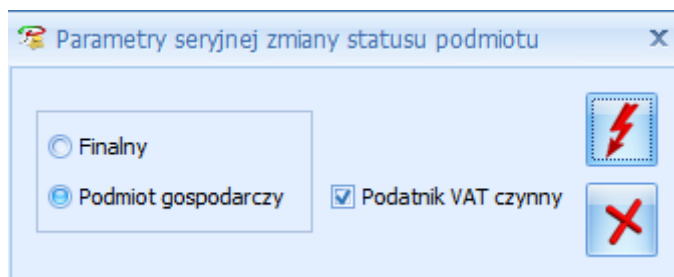 Parametry seryjnej zmiany statusu podmiotu
Finalny
Podmiot gospodarczy
Podatnik VAT czynny